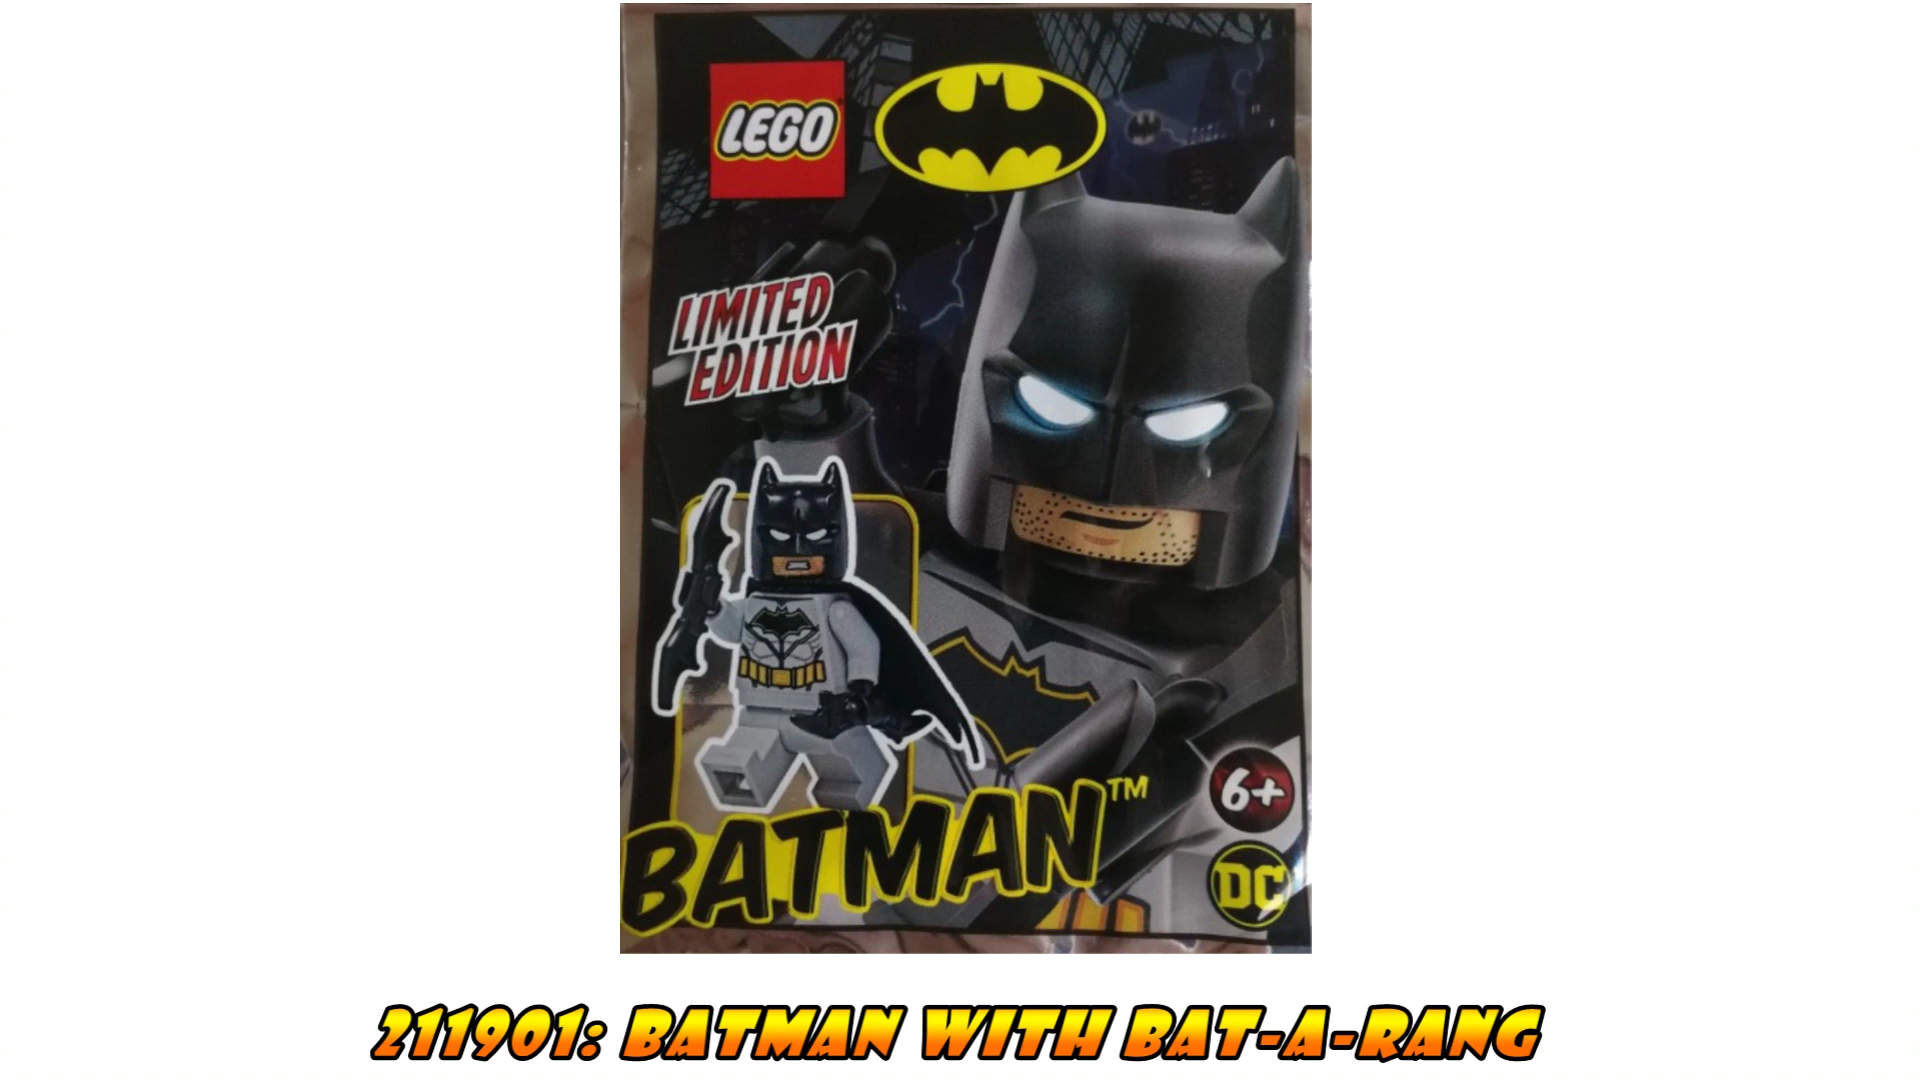 LEGO
LIMITED
EDITION
BATMAN™
6+
DC
211901: BATMAN WITH BAT-A-RANG